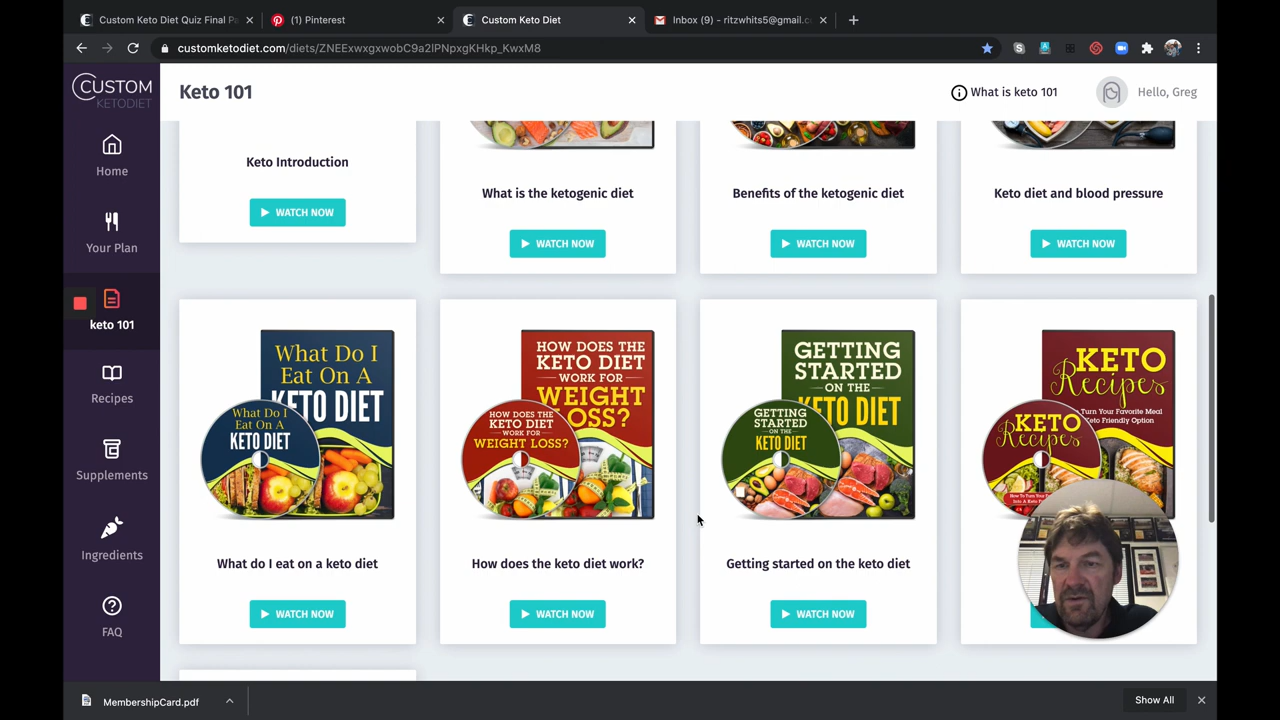 Custom Keto Diet Quiz Final Pa
(1) Pinterest
Custom Keto Diet
Inbox (9) - ritzwhits5@gmail.c
customketodiet.com/diets/ZNEExwxgxwobC9a2lPNpxgKHkp_KwxM8
CUSTOM
KETODIET
Keto 101
What is keto 101
Hello, Greg
Home
Your Plan
keto 101
Recipes
Supplements
Ingredients
FAQ
Keto Introduction
WATCH NOW
What is the ketogenic diet
WATCH NOW
Benefits of the ketogenic diet
WATCH NOW
Keto diet and blood pressure
WATCH NOW
What Do I
Eat On A
KETO DIET
What Do I
Eat On A
KETO DIET
What do I eat on a keto diet
WATCH NOW
HOW DOES THE
KETO DIET
WORK FOR
WEIGHT
LOSS?
HOW DOES THE
KETO DIET
WORK FOR
WEIGHT LOSS?
How does the keto diet work?
WATCH NOW
GETTING
STARTED
ON THE
KETO DIET
GETTING
STARTED
ON THE
KETO DIET
Getting started on the keto diet
WATCH NOW
KETO
Recipes
Turn Your Favorite Meal
Keto Friendly Option
KETO
Recipes
MembershipCard.pdf
Show All